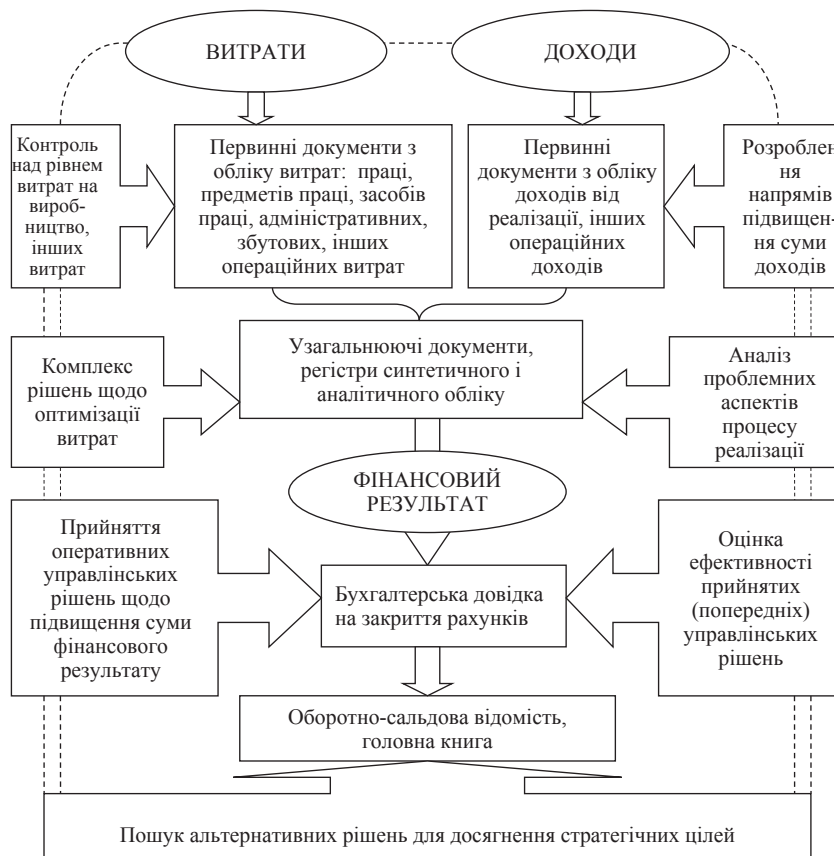 ВИТРАТИ
ДОХОДИ
Контроль
над рівнем
витрат на
вироб-
ництво,
інших
витрат
Первинні документи з
обліку витрат: праці,
предметів праці, засобів
праці, адміністративних,
збутових, інших
операційних витрат
Первинні
документи з обліку
доходів від
реалізації, інших
операційних
доходів
Розроблен
ня
напрямів
підвищен-
ня суми
доходів
Комплекс
рішень щодо
оптимізації
витрат
Узагальнюючі документи,
регістри синтетичного і
аналітичного обліку
Аналіз
проблемних
аспектів
процесу
реалізації
ФІНАНСОВИЙ
РЕЗУЛЬТАТ
Прийняття
оперативних
управлінських
рішень щодо
підвищення суми
фінансового
результату
Бухгалтерська довідка
на закриття рахунків
Оцінка
ефективності
прийнятих
(попередніх)
управлінських
рішень
Оборотно-сальдова відомість,
головна книга
Пошук альтернативних рішень для досягнення стратегічних цілей